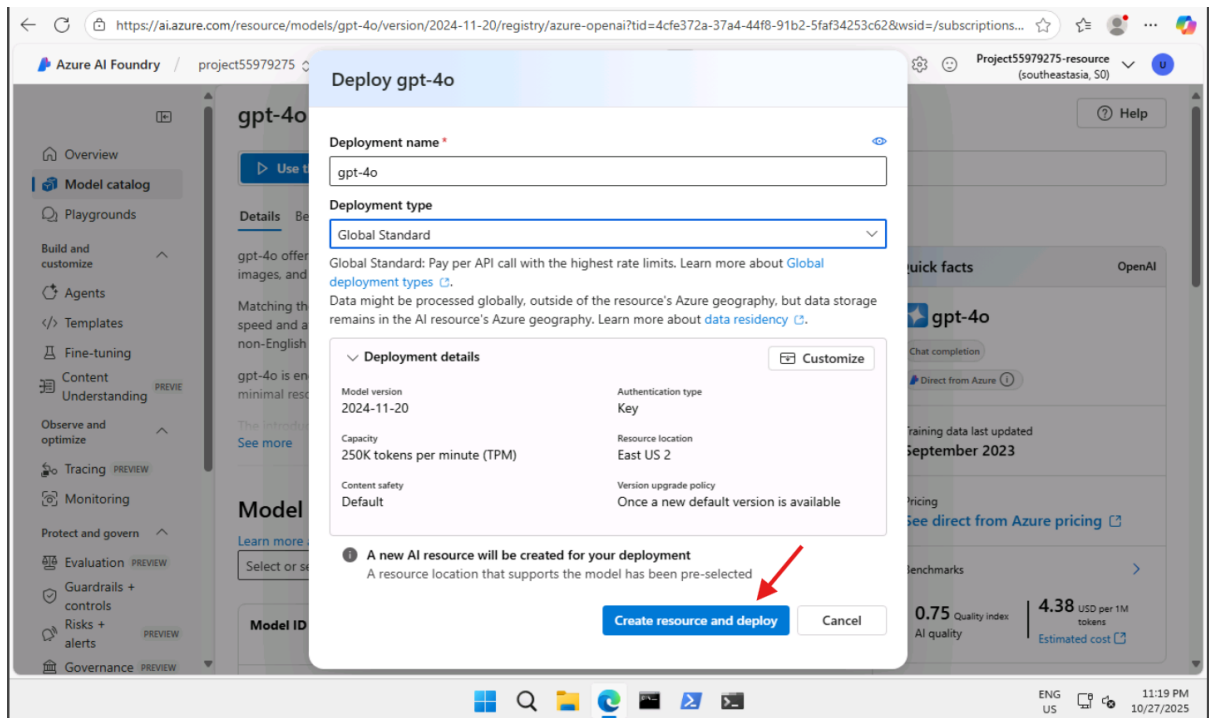 https://ai.azure.com/resource/models/gpt-4o/version/2024-11-20/registry/azure-openai?tid=4cfe372a-37a4-44f8-91b2-5faf34253c62&wsid=/subscriptions...
Azure AI Foundry / project55979275
Project55979275-resource
(southeastasia, S0)
U
Overview
Model catalog
Playgrounds
Build and
customize
Agents
Templates
Fine-tuning
Content
Understanding PREVIE
Observe and
optimize
Tracing PREVIEW
Monitoring
Protect and govern
Evaluation PREVIEW
Guardrails +
controls
Risks +
alerts PREVIEW
Governance PREVIEW
gpt-4o
Help
Use t
Details Be
gpt-4o offer
images, and
Matching th
speed and a
non-English
gpt-4o is en
minimal reso
The introduc
See more
Model
Learn more
Select or se
Model ID
Deploy gpt-4o
Deployment name *
gpt-4o
Deployment type
Global Standard
Global Standard: Pay per API call with the highest rate limits. Learn more about Global
deployment types.
Data might be processed globally, outside of the resource's Azure geography, but data storage
remains in the AI resource's Azure geography. Learn more about data residency.
Deployment details
Customize
Model version
2024-11-20
Authentication type
Key
Capacity
250K tokens per minute (TPM)
Resource location
East US 2
Content safety
Default
Version upgrade policy
Once a new default version is available
A new AI resource will be created for your deployment
A resource location that supports the model has been pre-selected
Create resource and deploy
Cancel
uick facts
OpenAI
gpt-4o
Chat completion
Direct from Azure
raining data last updated
September 2023
ricing
See direct from Azure pricing
enchmarks
0.75 Quality index
AI quality
4.38 USD per 1M
tokens
Estimated cost
ENG
US
11:19 PM
10/27/2025